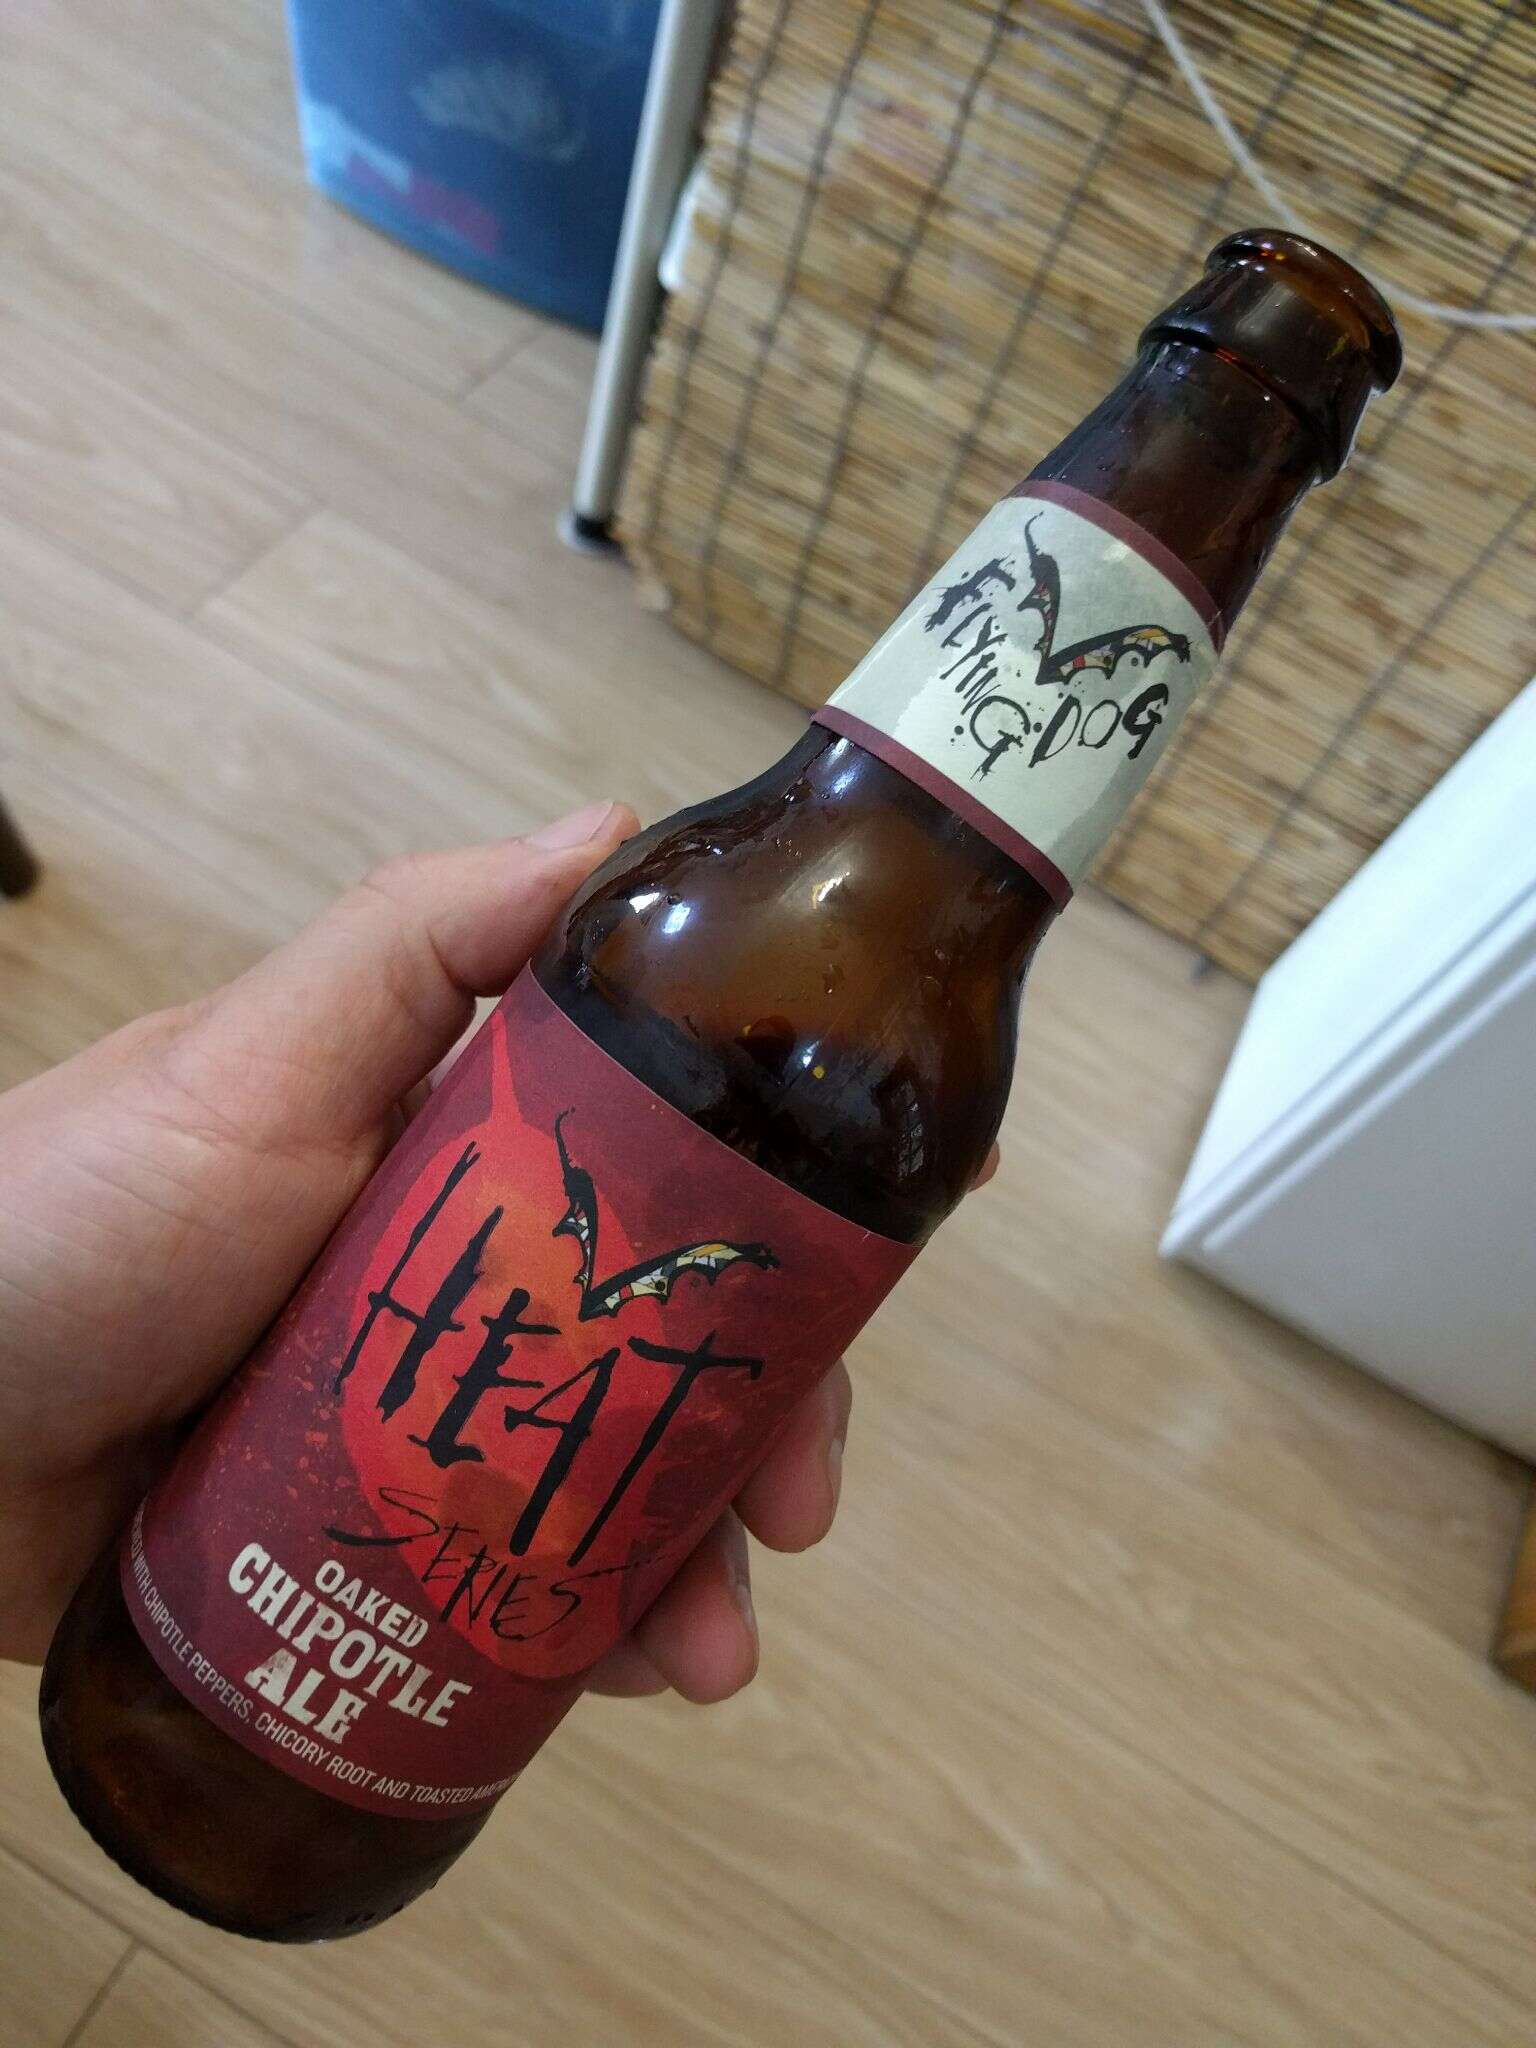 FLYING DOG
HEAT
SERIES
OAKED
CHIPOTLE
ALE
WITH CHIPOTLE PEPPERS, CHICORY ROOT AND TOASTED